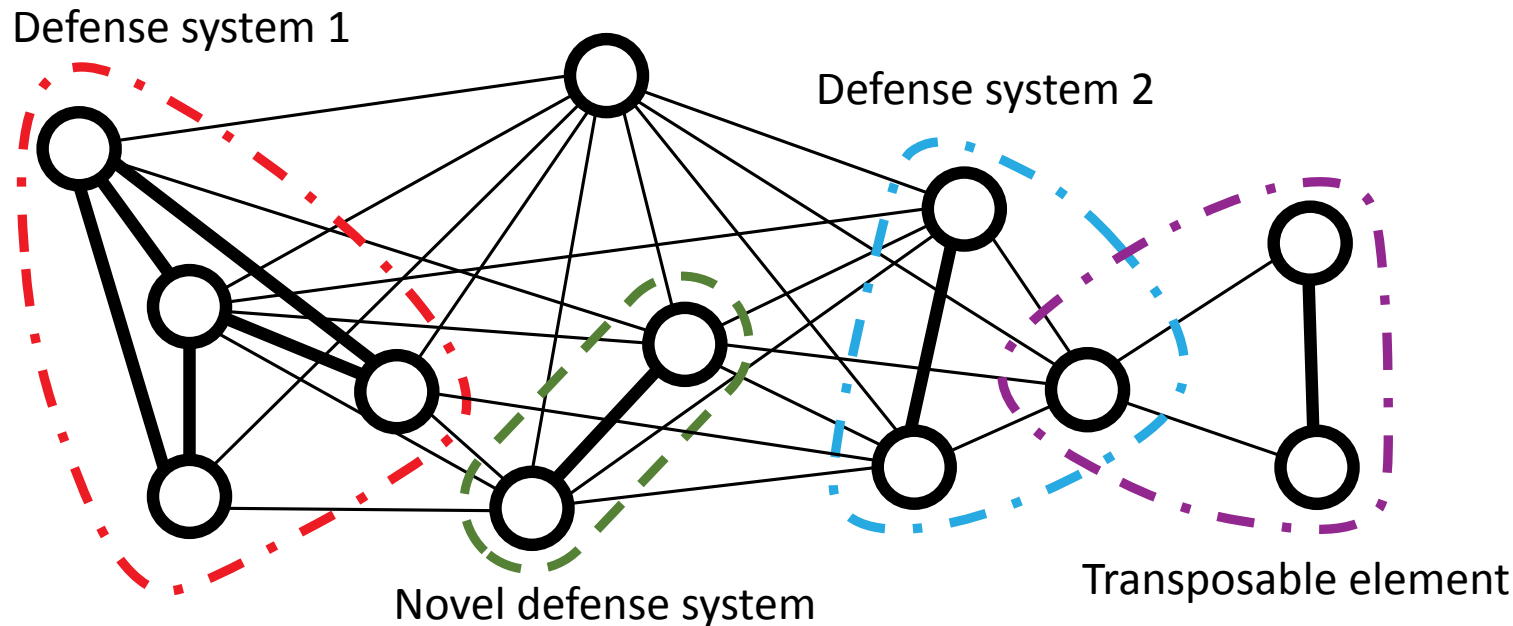 Defense system 1
Defense system 2
Novel defense system
Transposable element